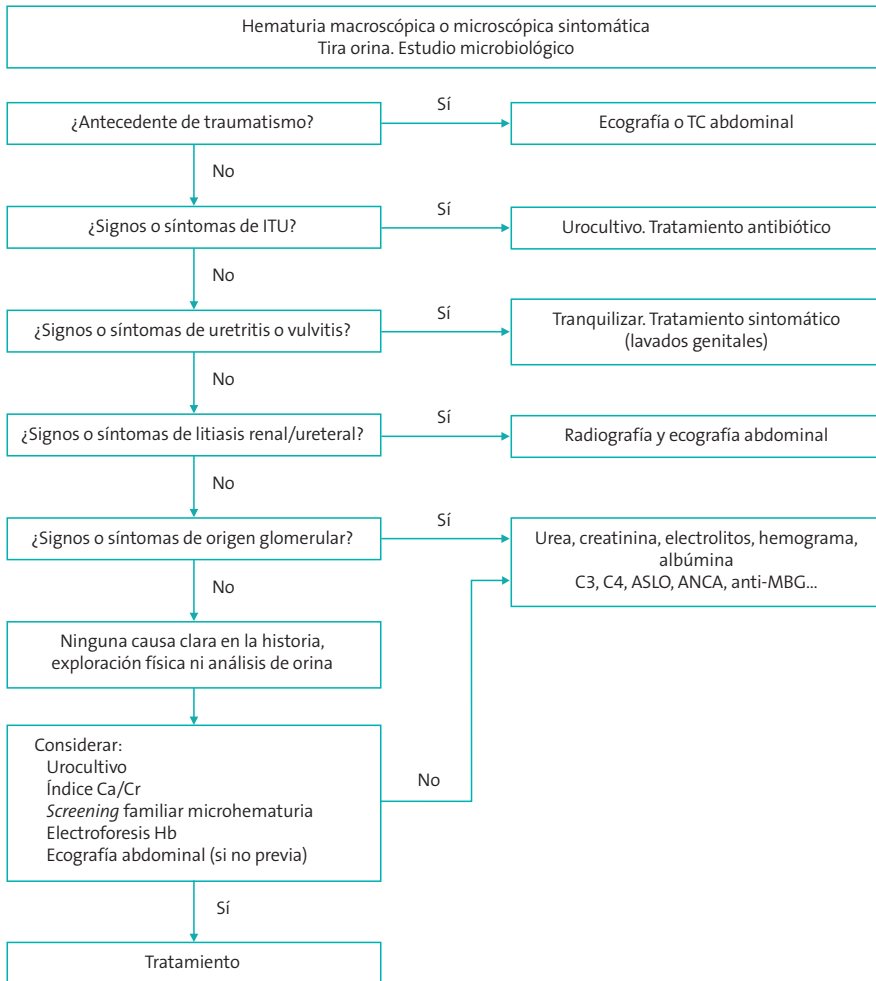 Hematuria macroscópica o microscópica sintomática
Tira orina. Estudio microbiológico
¿Antecedente de traumatismo?
Sí
Ecografía o TC abdominal
No
¿Signos o síntomas de ITU?
Sí
Urocultivo. Tratamiento antibiótico
No
¿Signos o síntomas de uretritis o vulvitis?
Sí
Tranquilizar. Tratamiento sintomático
(lavados genitales)
No
¿Signos o síntomas de litiasis renal/ureteral?
Sí
Radiografía y ecografía abdominal
No
¿Signos o síntomas de origen glomerular?
Sí
Urea, creatinina, electrolitos, hemograma,
albúmina
C3, C4, ASLO, ANCA, anti-MBG...
No
Ninguna causa clara en la historia,
exploración física ni análisis de orina
Considerar:
Urocultivo
Índice Ca/Cr
Screening familiar microhematuria
Electroforesis Hb
Ecografía abdominal (si no previa)
No
Sí
Tratamiento